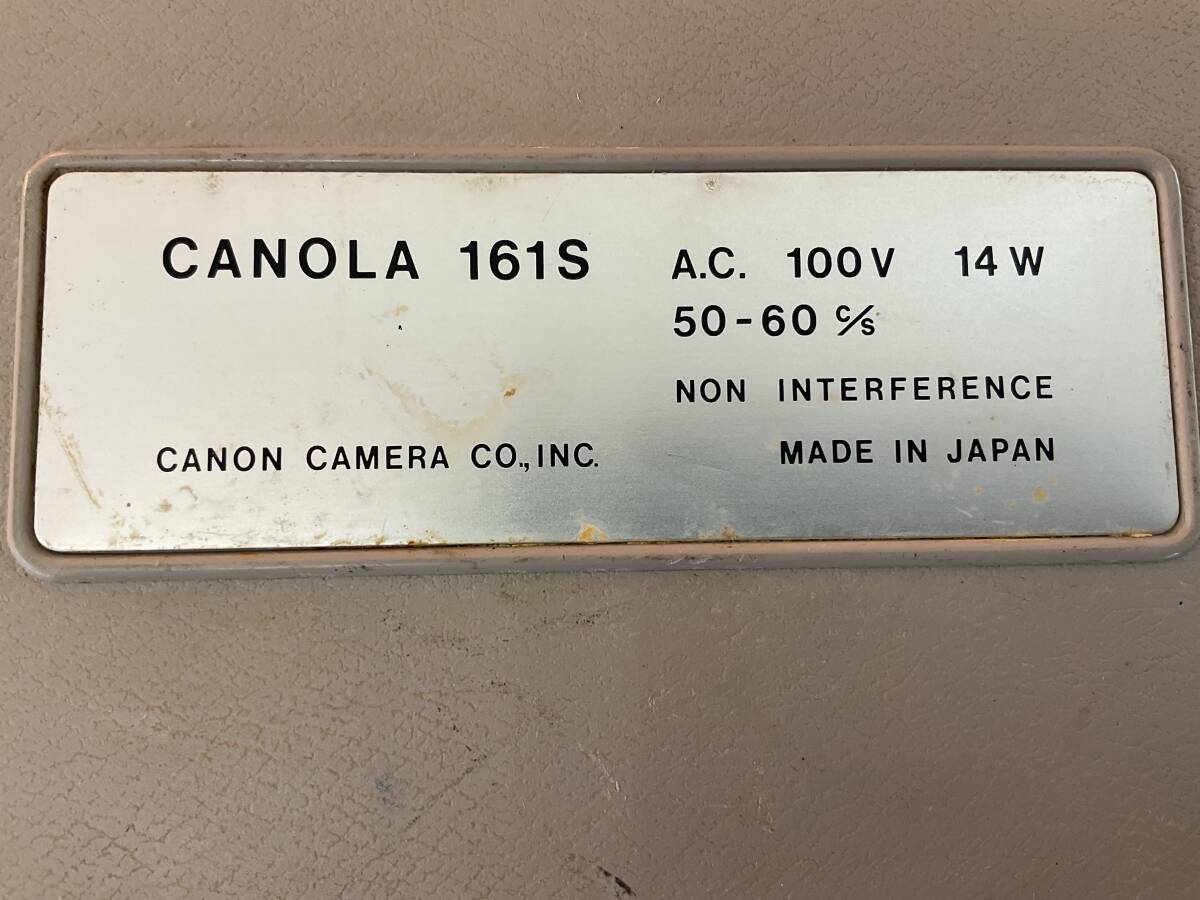 CANOLA 161S
A.C. 100V 14W
50-60 c/s
NON INTERFERENCE
CANON CAMERA CO., INC.
MADE IN JAPAN